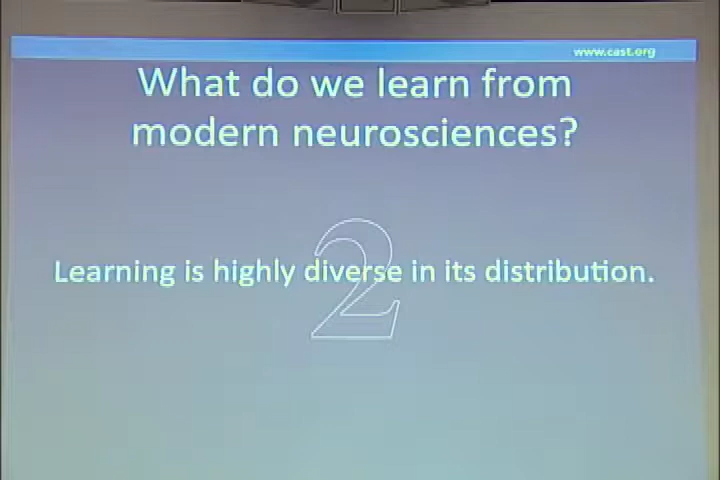 www.cast.org
What do we learn from
modern neurosciences?
2
Learning is highly diverse in its distribution.